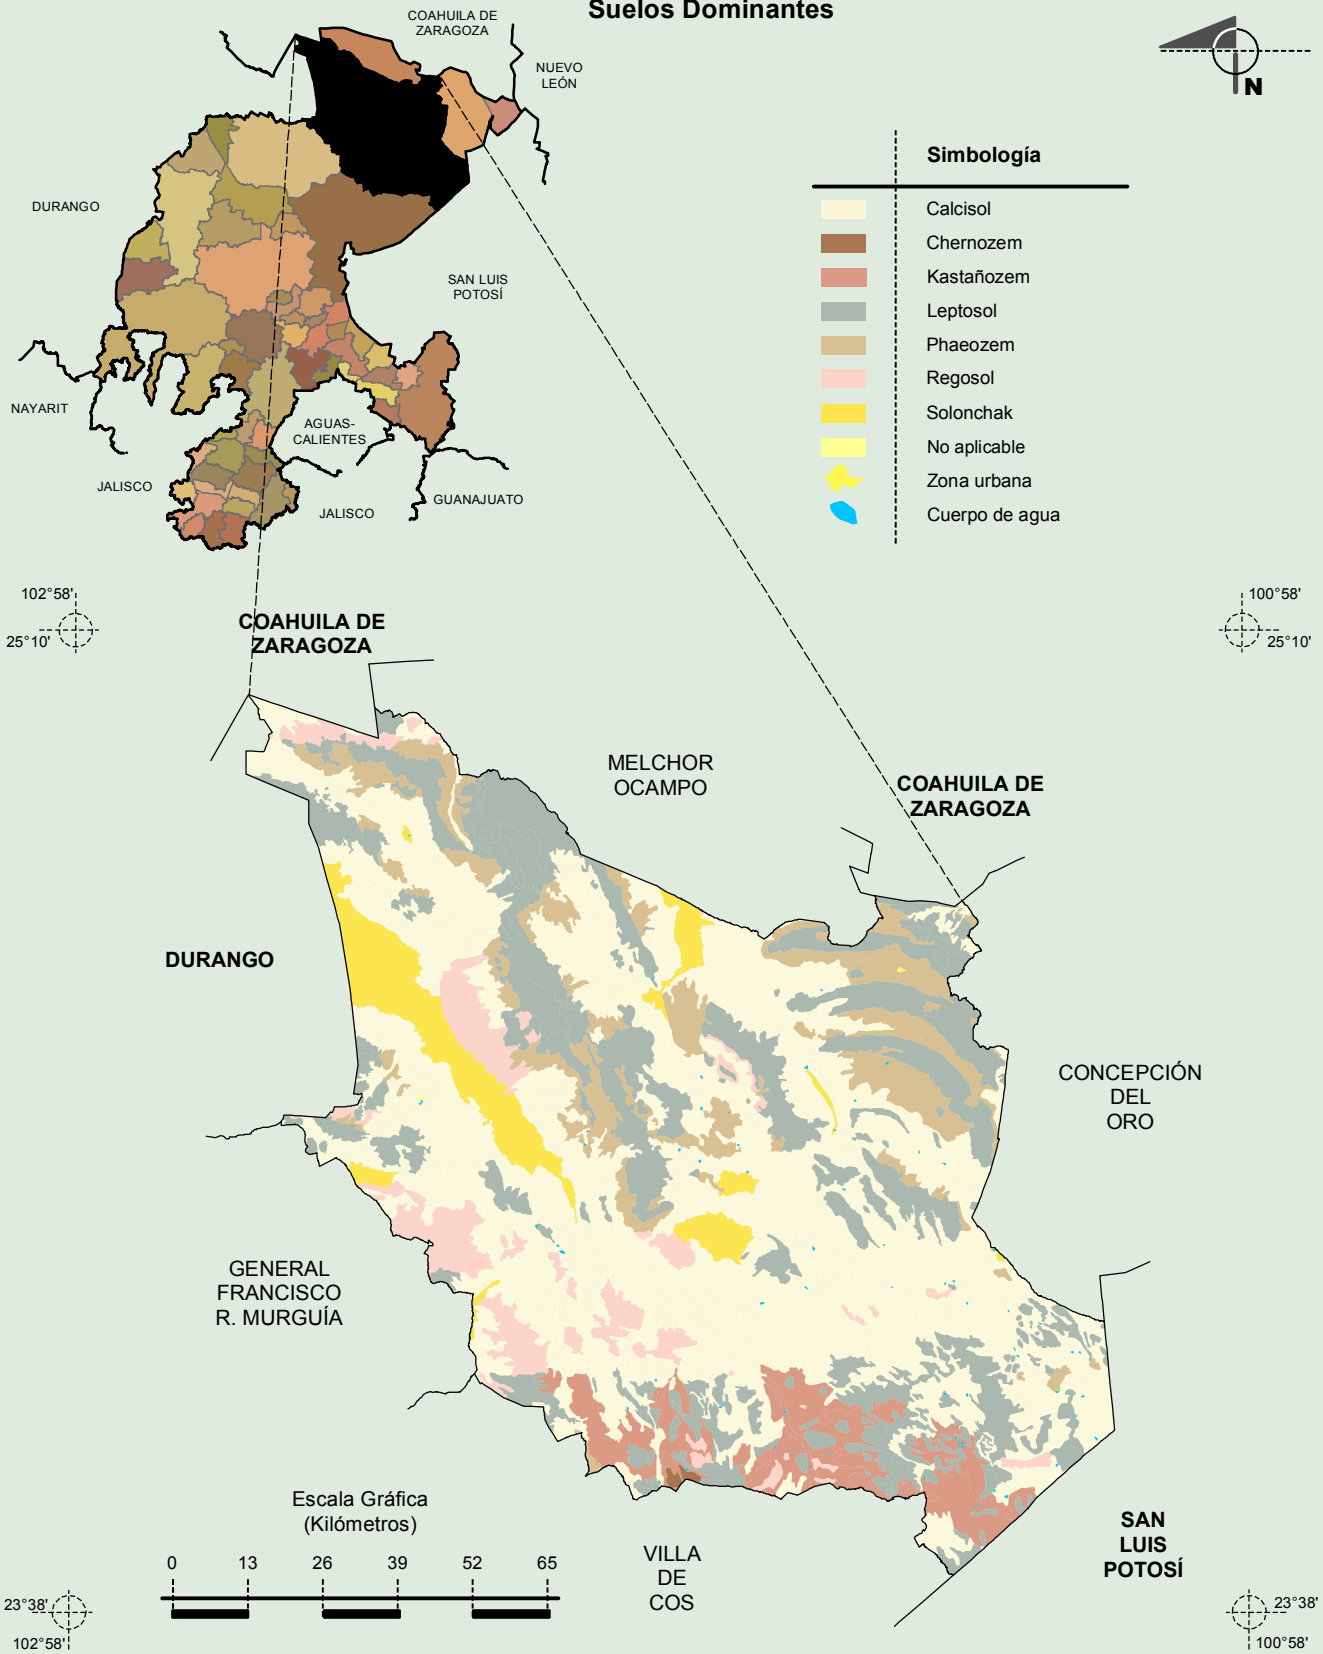 Suelos Dominantes
COAHUILA DE
ZARAGOZA
NUEVO
LEÓN
DURANGO
SAN LUIS
POTOSÍ
NAYARIT
AGUAS-
CALIENTES
JALISCO
JALISCO
GUANAJUATO
N
Simbología
Calcisol
Chernozem
Kastañozem
Leptosol
Phaeozem
Regosol
Solonchak
No aplicable
Zona urbana
Cuerpo de agua
102°58'
25°10'
100°58'
25°10'
COAHUILA DE
ZARAGOZA
MELCHOR
OCAMPO
COAHUILA DE
ZARAGOZA
DURANGO
CONCEPCIÓN
DEL
ORO
GENERAL
FRANCISCO
R. MURGUÍA
Escala Gráfica
(Kilómetros)
0 13 26 39 52 65
VILLA
DE
COS
SAN
LUIS
POTOSÍ
23°38'
102°58'
23°38'
100°58'